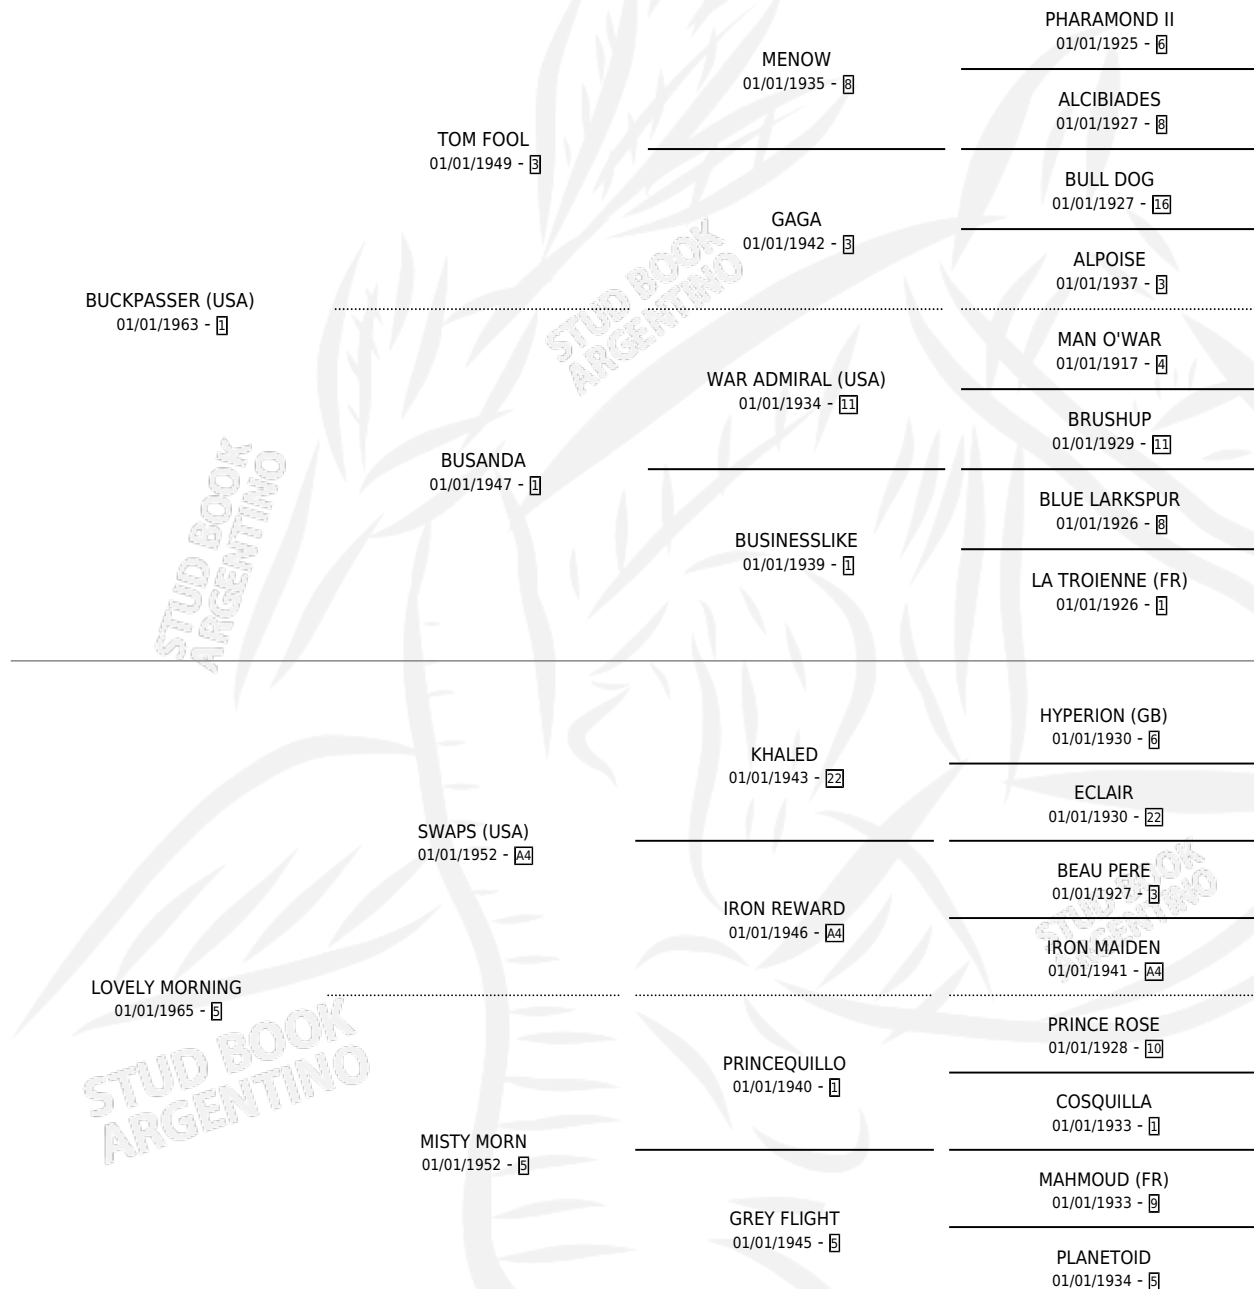 PHARAMOND II
01/01/1925 - 6
MENOW
01/01/1935 - 8
ALCIBIADES
01/01/1927 - 8
TOM FOOL
01/01/1949 - 3
BULL DOG
01/01/1927 - 16
GAGA
01/01/1942 - 3
ALPOISE
01/01/1937 - 3
BUCKPASSER (USA)
01/01/1963 - 1
MAN O'WAR
01/01/1917 - 4
WAR ADMIRAL (USA)
01/01/1934 - 11
BRUSHUP
01/01/1929 - 11
BUSANDA
01/01/1947 - 1
BLUE LARKSPUR
01/01/1926 - 8
BUSINESSLIKE
01/01/1939 - 1
LA TROIENNE (FR)
01/01/1926 - 1
HYPERION (GB)
01/01/1930 - 6
KHALED
01/01/1943 - 22
ECLAIR
01/01/1930 - 22
SWAPS (USA)
01/01/1952 - A4
BEAU PERE
01/01/1927 - 3
IRON REWARD
01/01/1946 - A4
IRON MAIDEN
01/01/1941 - A4
LOVELY MORNING
01/01/1965 - 5
PRINCE ROSE
01/01/1928 - 10
PRINCEQUILLO
01/01/1940 - 1
COSQUILLA
01/01/1933 - 1
MISTY MORN
01/01/1952 - 5
MAHMOUD (FR)
01/01/1933 - 9
GREY FLIGHT
01/01/1945 - 5
PLANETOID
01/01/1934 - 5
STUD BOOK
ARGENTINO
STUD BOOK
ARGENTINO
STUD BOOK
ARGENTINO
STUD BOOK
ARGENTINO